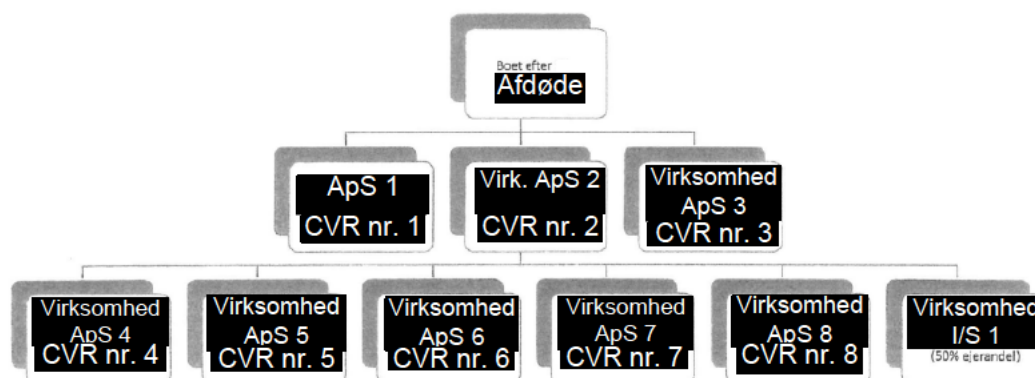 Boet efter
Afdøde
ApS 1
CVR nr. 1
Virk. ApS 2
CVR nr. 2
Virksomhed
ApS 3
CVR nr. 3
Virksomhed
ApS 4
CVR nr. 4
Virksomhed
ApS 5
CVR nr. 5
Virksomhed
ApS 6
CVR nr. 6
Virksomhed
ApS 7
CVR nr. 7
Virksomhed
ApS 8
CVR nr. 8
Virksomhed
I/S 1
(50% ejerandel)